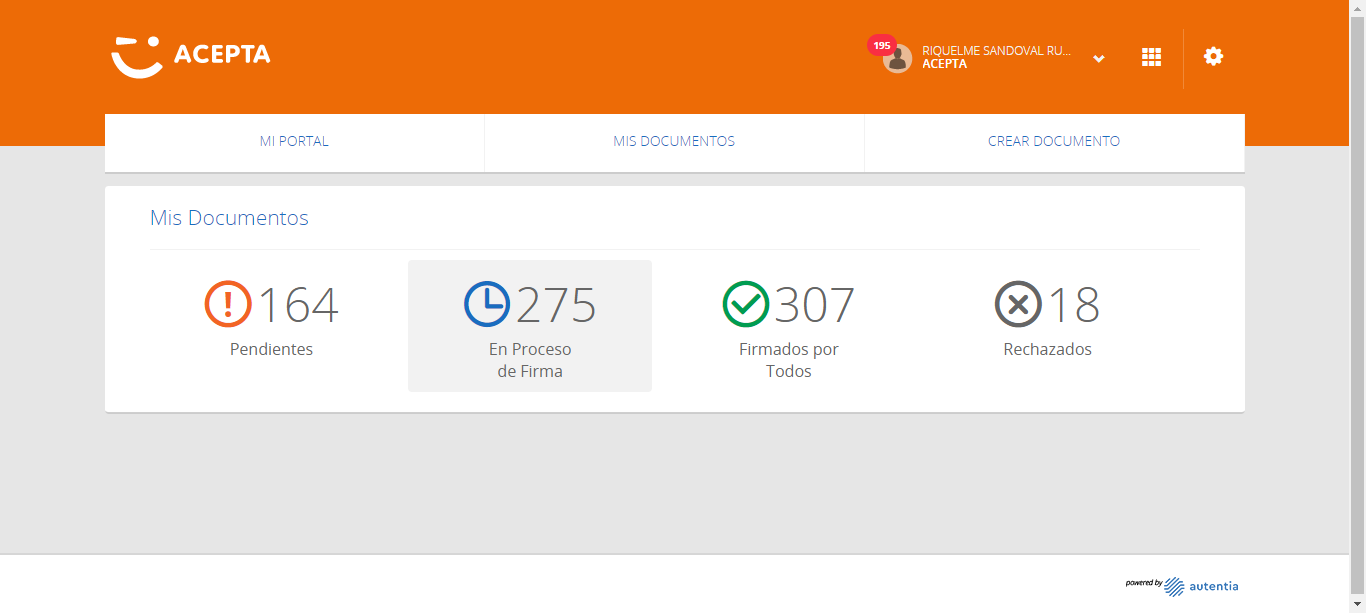 ACEPTA
195
RIQUELME SANDOVAL RU...
ACEPTA
MI PORTAL
MIS DOCUMENTOS
CREAR DOCUMENTO
Mis Documentos
164
Pendientes
275
En Proceso
de Firma
307
Firmados por
Todos
18
Rechazados
powered by autentia